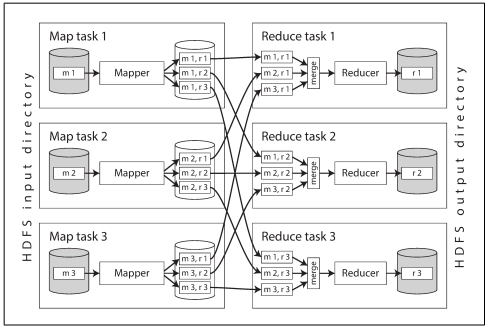 HDFS input directory
Map task 1
m 1
Mapper
m 1, r 1
m 1, r 2
m 1, r 3
Map task 2
m 2
Mapper
m 2, r 1
m 2, r 2
m 2, r 3
Map task 3
m 3
Mapper
m 3, r 1
m 3, r 2
m 3, r 3
Reduce task 1
m 1, r 1
m 2, r 1
m 3, r 1
merge
Reducer
r 1
Reduce task 2
m 1, r 2
m 2, r 2
m 3, r 2
merge
Reducer
r 2
Reduce task 3
m 1, r 3
m 2, r 3
m 3, r 3
merge
Reducer
r 3
HDFS output directory